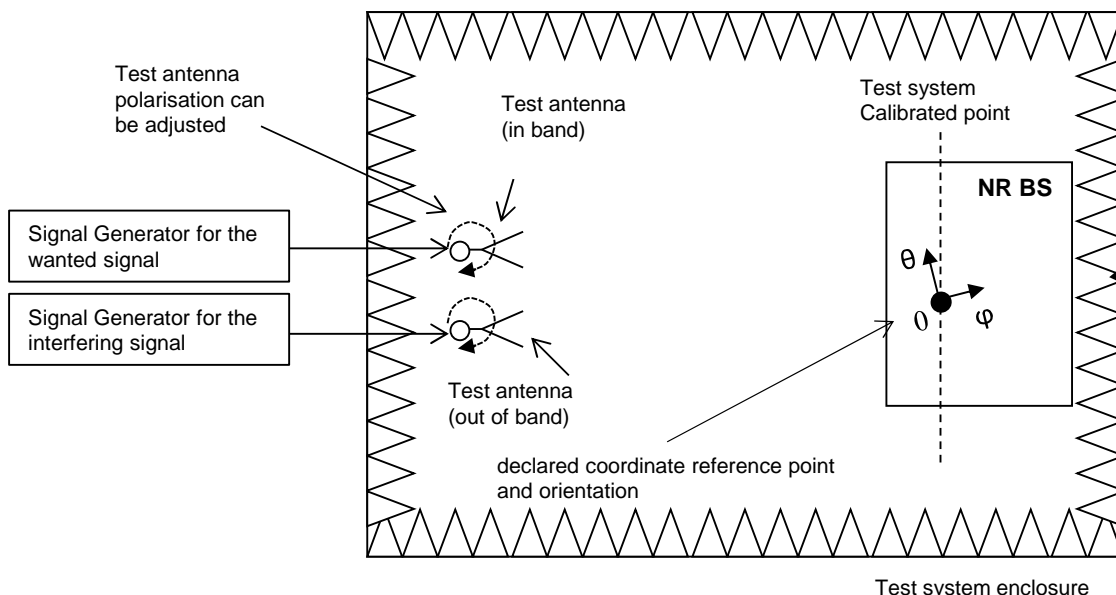 Test antenna
polarisation can
be adjusted
Test antenna
(in band)
Test system
Calibrated point
NR BS
Signal Generator for the
wanted signal
Signal Generator for the
interfering signal
θ
0
φ
Test antenna
(out of band)
declared coordinate reference point
and orientation
Test system enclosure